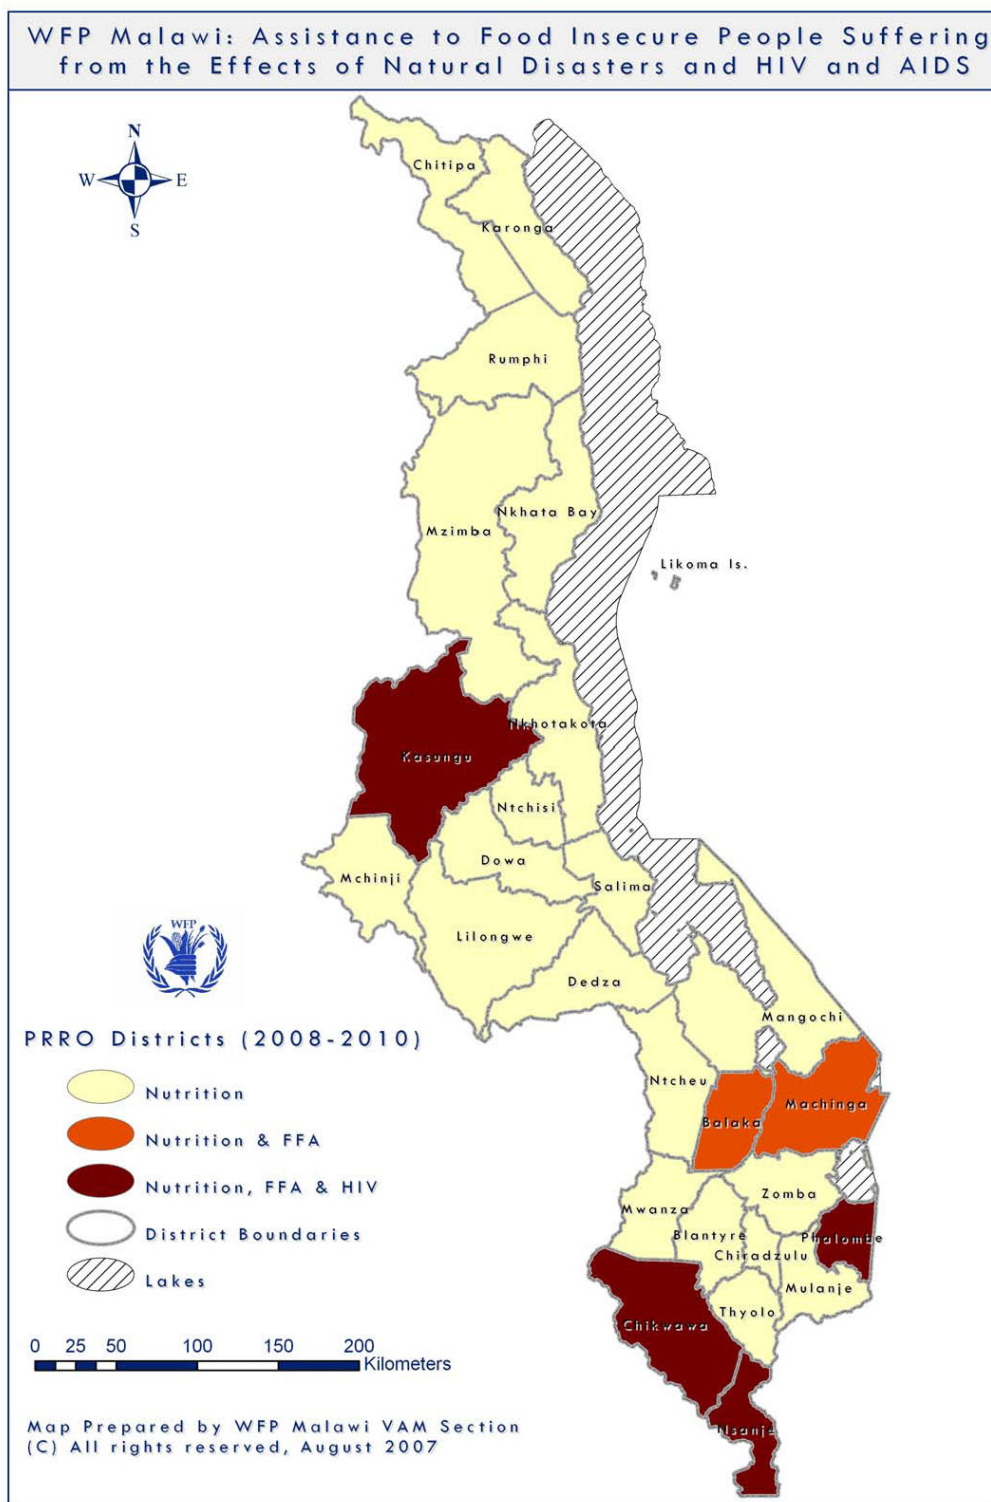 WFP Malawi: Assistance to Food Insecure People Suffering
from the Effects of Natural Disasters and HIV and AIDS
N
W E
S
Chitipa
Karonga
Rumphi
Nkhata Bay
Mzimba
Likoma Is.
Nkhotakota
Kasungu
Ntchisi
Dowa
Mchinji
Salima
Lilongwe
Dedza
Mangochi
Ntcheu
Machinga
Balaka
Zomba
Mwanza
Blantyre
Phalombe
Chiradzulu
Mulanje
Thyolo
Chikwawa
Nsanje
WFP
PRRO Districts (2008-2010)
Nutrition
Nutrition & FFA
Nutrition, FFA & HIV
District Boundaries
Lakes
0 25 50 100 150 200
Kilometers
Map Prepared by WFP Malawi VAM Section
(C) All rights reserved, August 2007